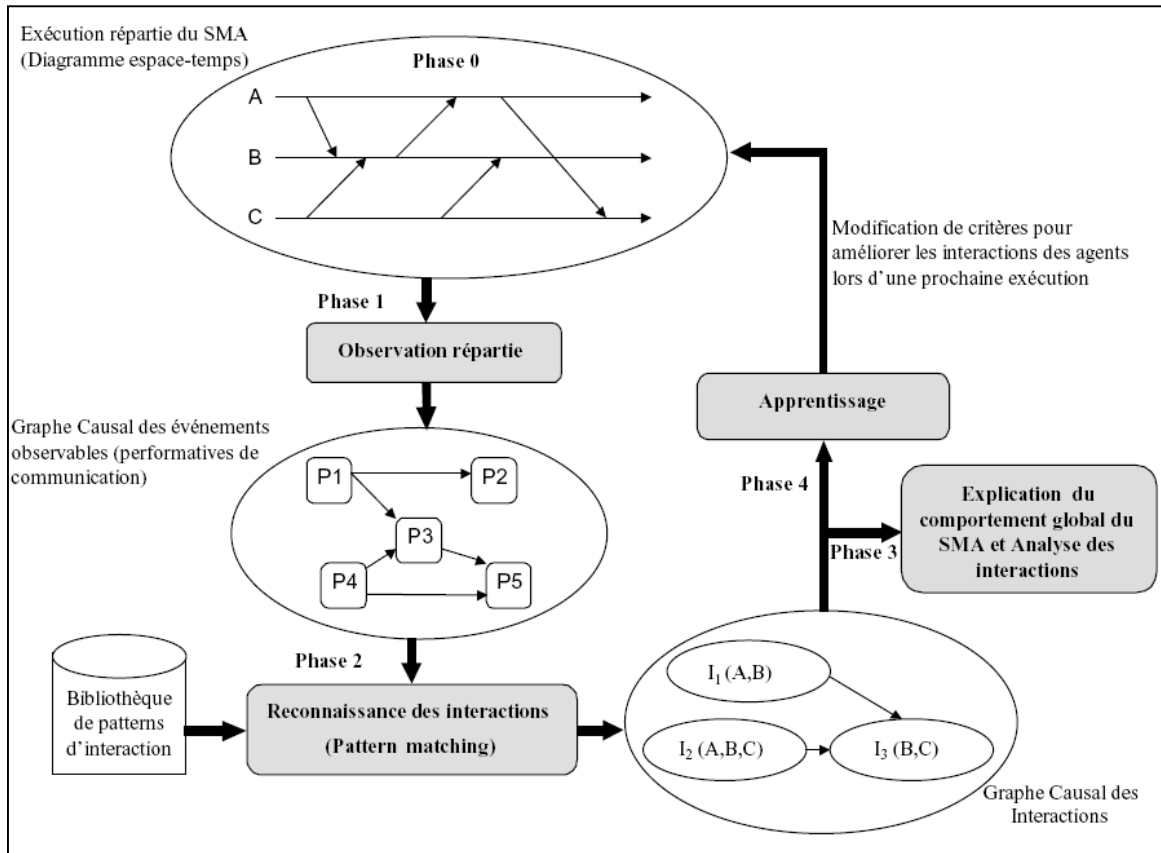 Exécution répartie du SMA
(Diagramme espace-temps)
Phase 0
A
B
C
Modification de critères pour
améliorer les interactions des agents
lors d'une prochaine exécution
Phase 1
Observation répartie
Apprentissage
Graphe Causal des événements
observables (performatives de
communication)
P1
P2
P3
P4
P5
Phase 4
Phase 3
Explication du
comportement global du
SMA et Analyse des
interactions
Phase 2
Bibliothèque
de patterns
d'interaction
Reconnaissance des interactions
(Pattern matching)
I1 (A,B)
I2 (A,B,C)
I3 (B,C)
Graphe Causal des
Interactions